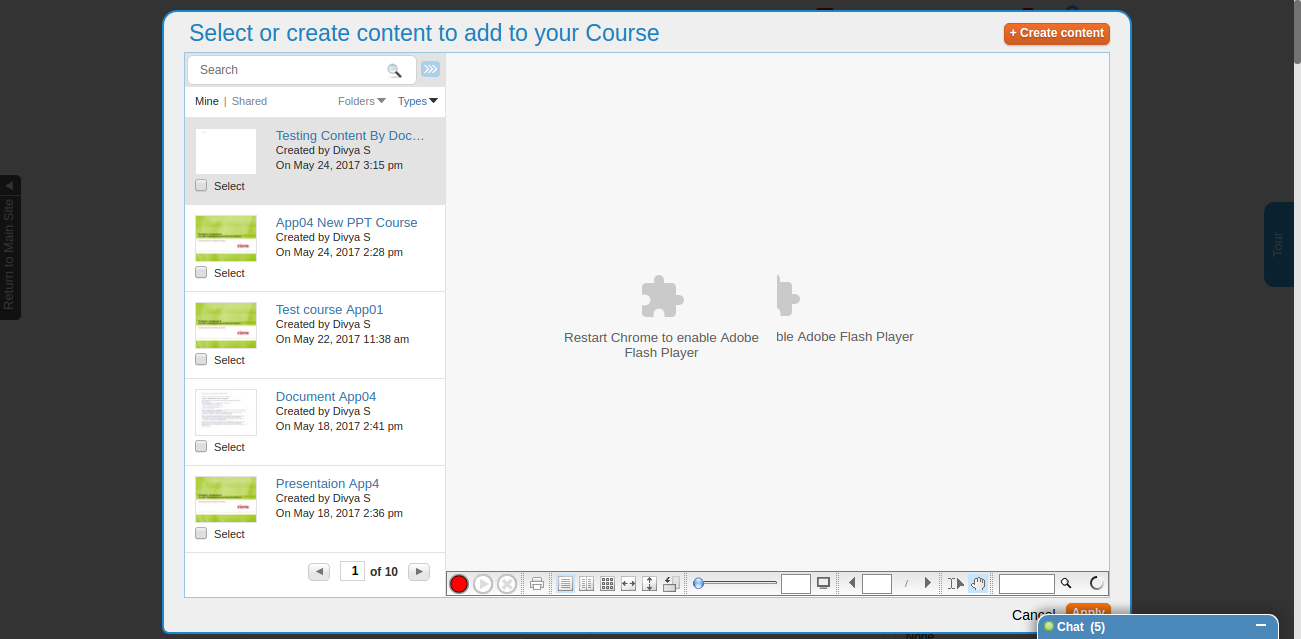 Select or create content to add to your Course
+ Create content
Search
Mine | Shared
Folders
Types
Testing Content By Doc…
Created by Divya S
On May 24, 2017 3:15 pm
Select
App04 New PPT Course
Created by Divya S
On May 24, 2017 2:28 pm
Select
Test course App01
Created by Divya S
On May 22, 2017 11:38 am
Select
Document App04
Created by Divya S
On May 18, 2017 2:41 pm
Select
Presentaion App4
Created by Divya S
On May 18, 2017 2:36 pm
Select
1 of 10
Restart Chrome to enable Adobe
Flash Player
ble Adobe Flash Player
/
Cancel
Apply
Chat (5)
Return to Main Site
Tour
None